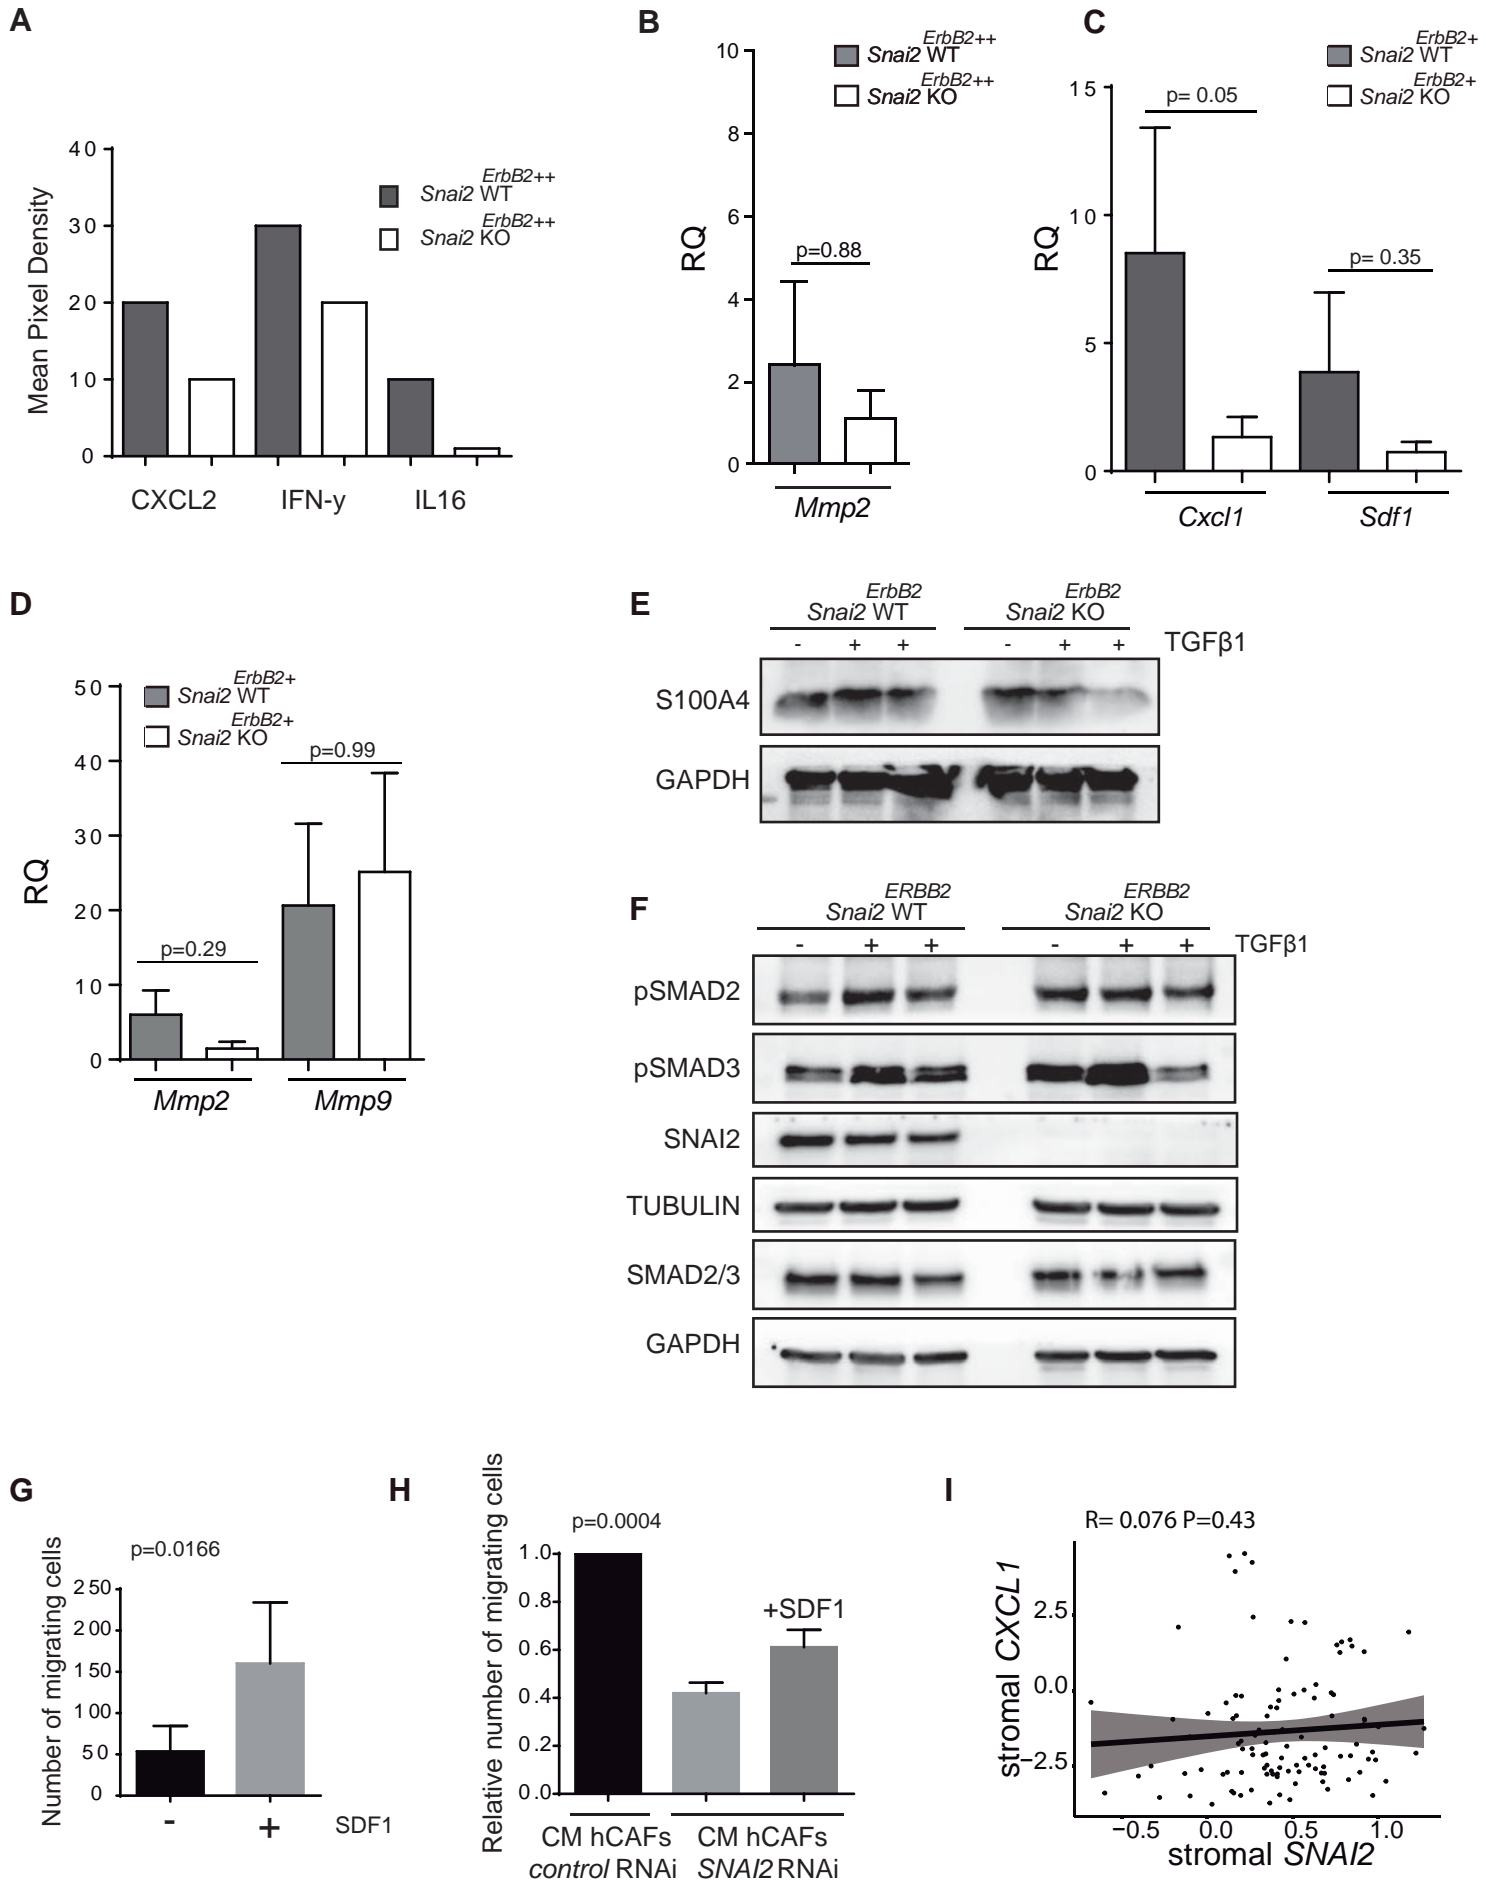 A
Mean Pixel Density
40
30
20
10
0
ErbB2++
Snai2 WT
ErbB2++
Snai2 KO
CXCL2 IFN-y IL16
B
RQ
10
8
6
4
2
0
ErbB2++
Snai2 WT
ErbB2++
Snai2 KO
p=0.88
Mmp2
C
RQ
15
10
5
0
ErbB2+
Snai2 WT
ErbB2+
Snai2 KO
p= 0.05
p= 0.35
Cxcl1 Sdf1
D
RQ
50
40
30
20
10
0
ErbB2+
Snai2 WT
ErbB2+
Snai2 KO
p=0.29
p=0.99
Mmp2 Mmp9
E
ErbB2 ErbB2
Snai2 WT Snai2 KO
- + + - + + TGFβ1
S100A4
GAPDH
F
ERBB2 ERBB2
Snai2 WT Snai2 KO
- + + - + + TGFβ1
pSMAD2
pSMAD3
SNAI2
TUBULIN
SMAD2/3
GAPDH
G
Number of migrating cells
p=0.0166
250
200
150
100
50
0
- + SDF1
H
Relative number of migrating cells
p=0.0004
1.0
0.8
0.6
0.4
0.2
0.0
+SDF1
CM hCAFs CM hCAFs
control RNAi SNAI2 RNAi
I
R= 0.076 P=0.43
stromal CXCL1
2.5
0.0
−2.5
−0.5 0.0 0.5 1.0
stromal SNAI2